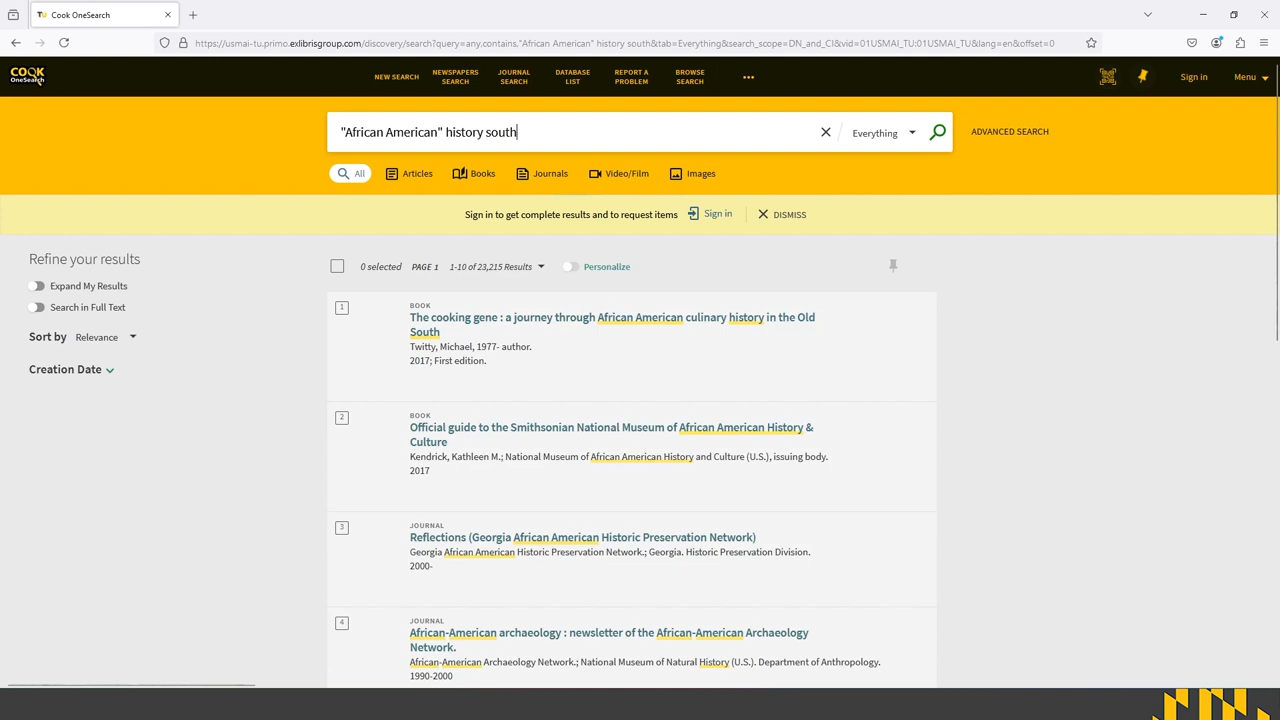 TU Cook OneSearch
https://usmai-tu.primo.exlibrisgroup.com/discovery/search?query=any,contains,"African American" history south&tab=Everything&search_scope=DN_and_CI&vid=01USMAI_TU:01USMAI_TU&lang=en&offset=0
COOK OneSearch
NEW SEARCH
NEWSPAPERS SEARCH
JOURNAL SEARCH
DATABASE LIST
REPORT A PROBLEM
BROWSE SEARCH
Sign in
Menu
"African American" history south
Everything
ADVANCED SEARCH
All
Articles
Books
Journals
Video/Film
Images
Sign in to get complete results and to request items
Sign in
DISMISS
Refine your results
Expand My Results
Search in Full Text
Sort by Relevance
Creation Date
0 selected PAGE 1 1-10 of 23,215 Results
Personalize
1
BOOK
The cooking gene : a journey through African American culinary history in the Old
South
Twitty, Michael, 1977- author.
2017; First edition.
2
BOOK
Official guide to the Smithsonian National Museum of African American History &
Culture
Kendrick, Kathleen M.; National Museum of African American History and Culture (U.S.), issuing body.
2017
3
JOURNAL
Reflections (Georgia African American Historic Preservation Network)
Georgia African American Historic Preservation Network.; Georgia. Historic Preservation Division.
2000-
4
JOURNAL
African-American archaeology : newsletter of the African-American Archaeology
Network.
African-American Archaeology Network.; National Museum of Natural History (U.S.). Department of Anthropology.
1990-2000